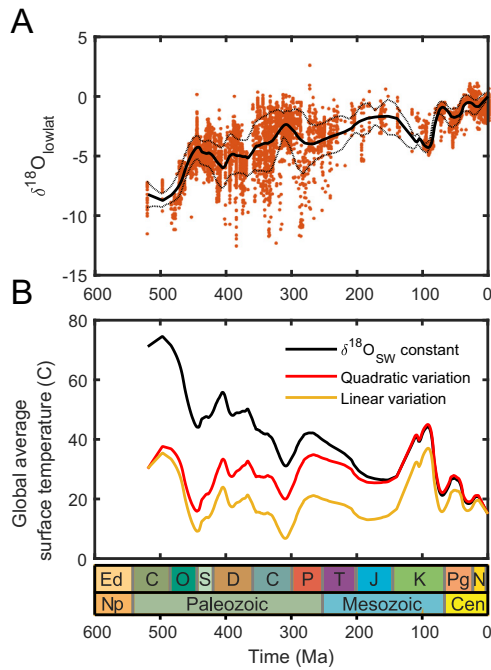 A
5
0
-5
-10
-15
δ18Olowlat
600 500 400 300 200 100 0
B
80
60
40
20
0
Global average
surface temperature (C)
δ18OSW constant
Quadratic variation
Linear variation
Ed C O S D C P T J K Pg N
Np Paleozoic Mesozoic Cen
600 500 400 300 200 100 0
Time (Ma)